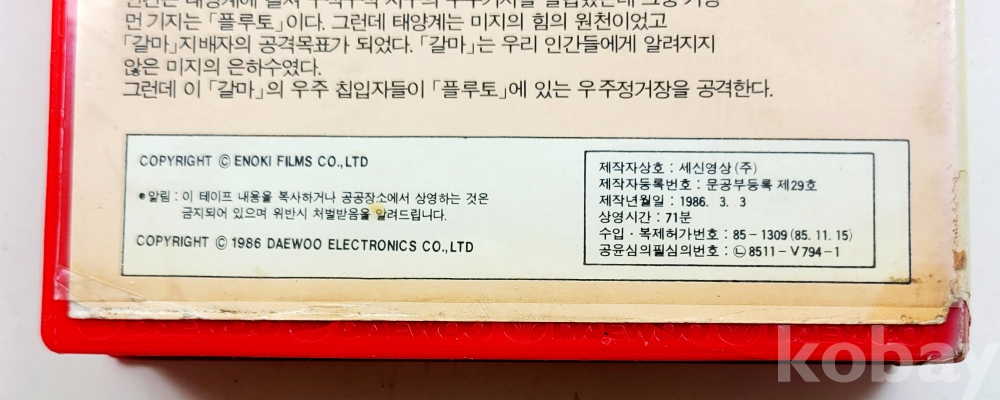 먼 기지는 「플루토」이다. 그런데 태양계는 미지의 힘의 원천이었고
「갈마」지배자의 공격목표가 되었다. 「갈마」는 우리 인간들에게 알려지지
않은 미지의 은하수였다.
그런데 이 「갈마」의 우주 침입자들이 「플루토」에 있는 우주정거장을 공격한다.
COPYRIGHT Ⓒ ENOKI FILMS CO.,LTD
●알림 : 이 테이프 내용을 복사하거나 공공장소에서 상영하는 것은
금지되어 있으며 위반시 처벌받음을 알려드립니다.
COPYRIGHT Ⓒ 1986 DAEWOO ELECTRONICS CO.,LTD
제작자상호 : 세신영상 (주)
제작자등록번호 : 문공부등록 제29호
제작년월일 : 1986. 3. 3
상영시간 : 71분
수입 · 복제허가번호 : 85-1309 (85. 11. 15)
공윤심의필심의번호 : ㉡ 8511-V794-1
DAEWOO
kobay